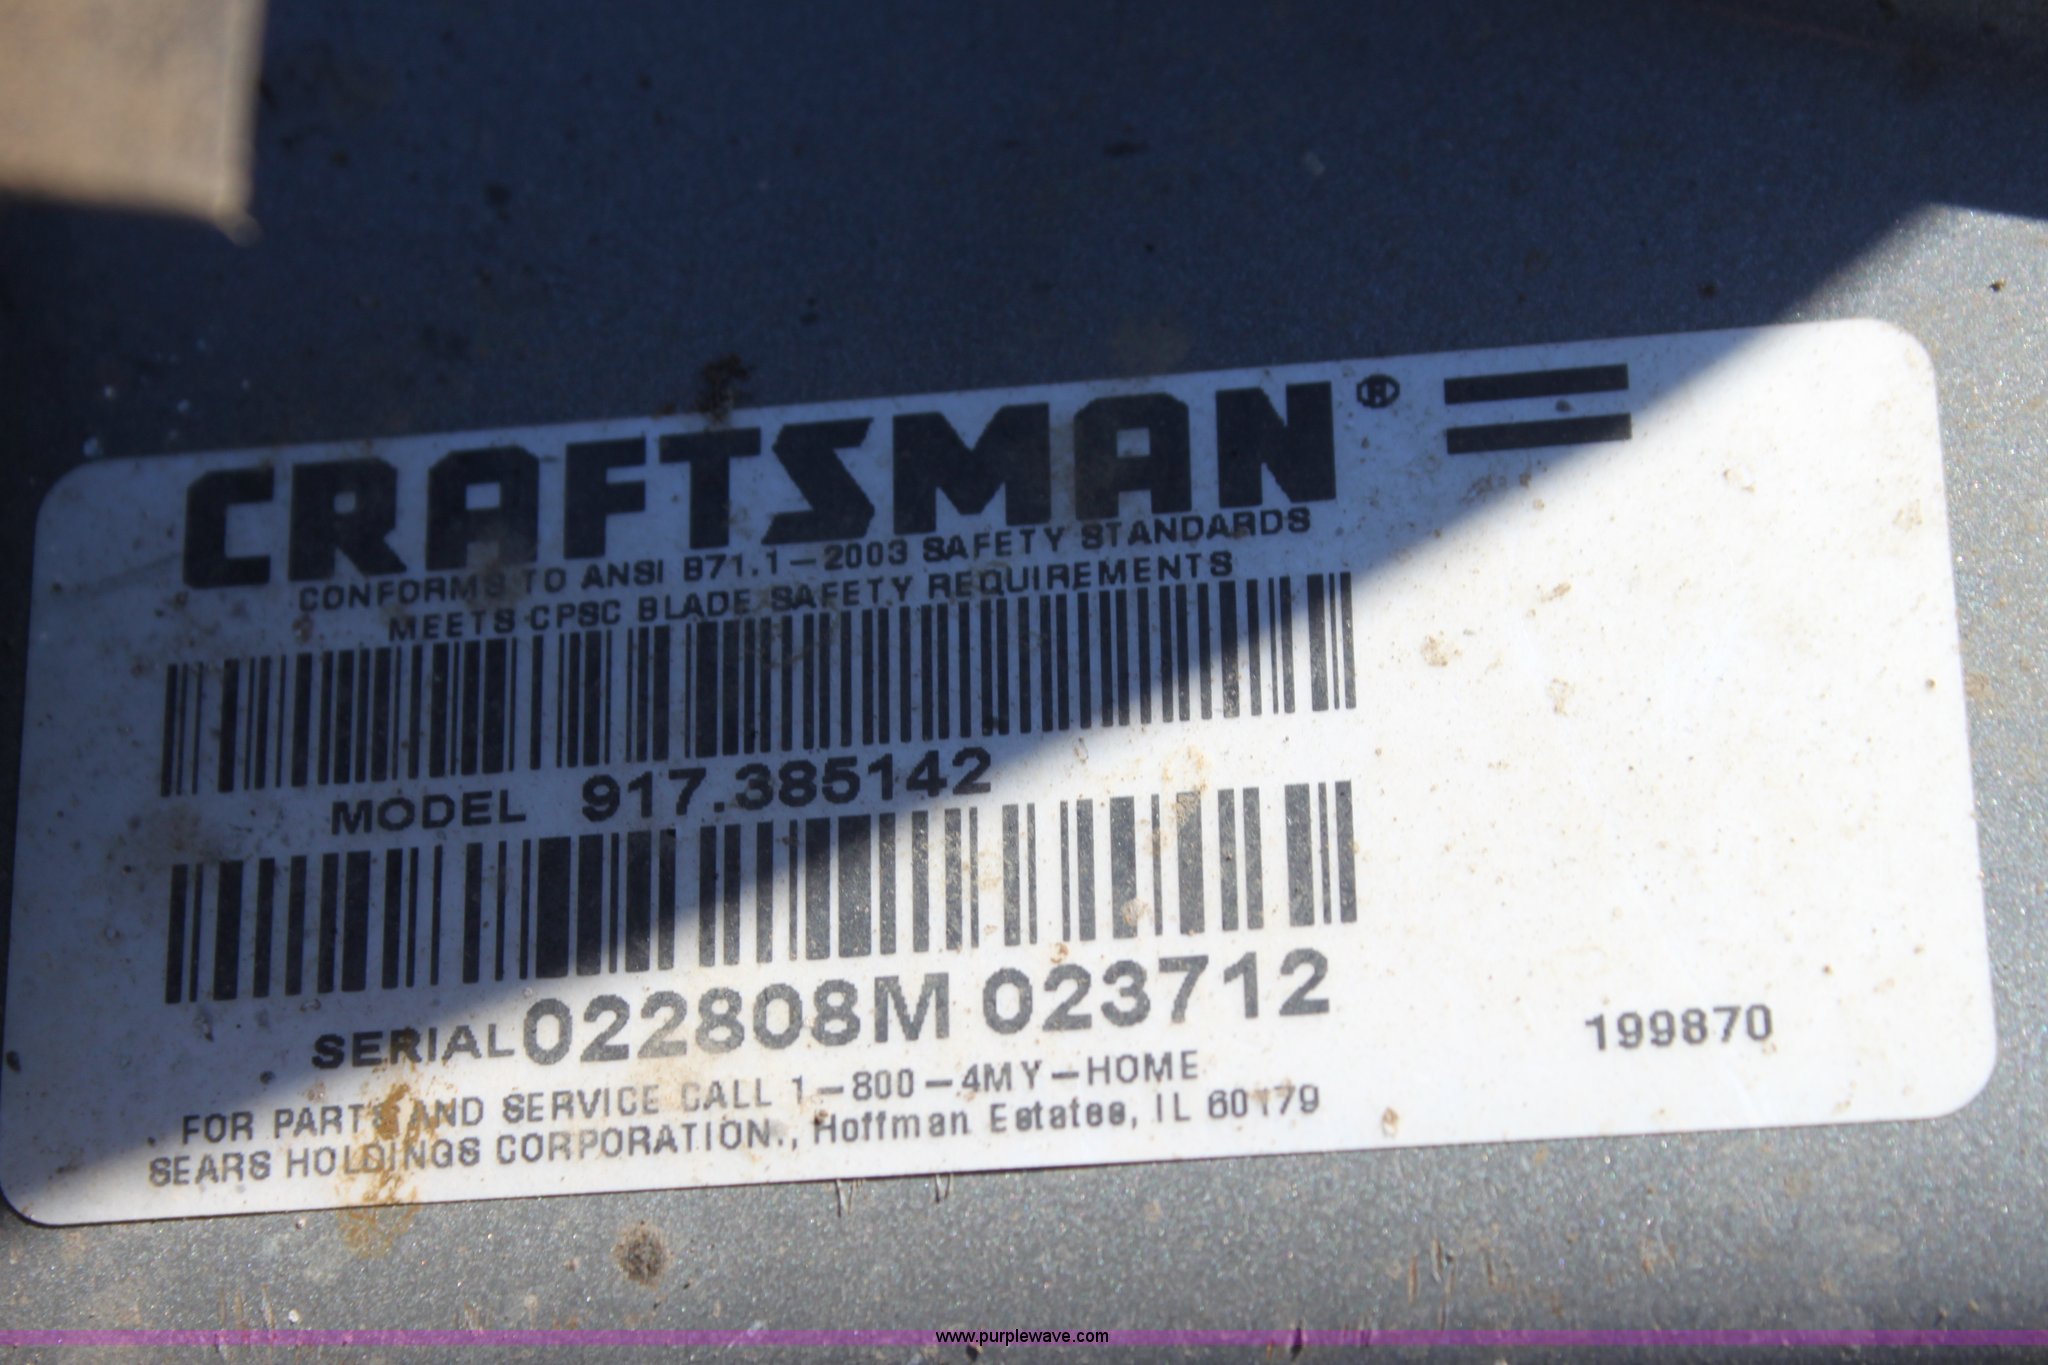 CRAFTSMAN®
CONFORMS TO ANSI B71.1-2003 SAFETY STANDARDS
MEETS CPSC BLADE SAFETY REQUIREMENTS
MODEL 917.385142
SERIAL 022808M 023712
199870
FOR PARTS AND SERVICE CALL 1-800-4MY-HOME
SEARS HOLDINGS CORPORATION., Hoffman Estates, IL 60179
www.purplewave.com